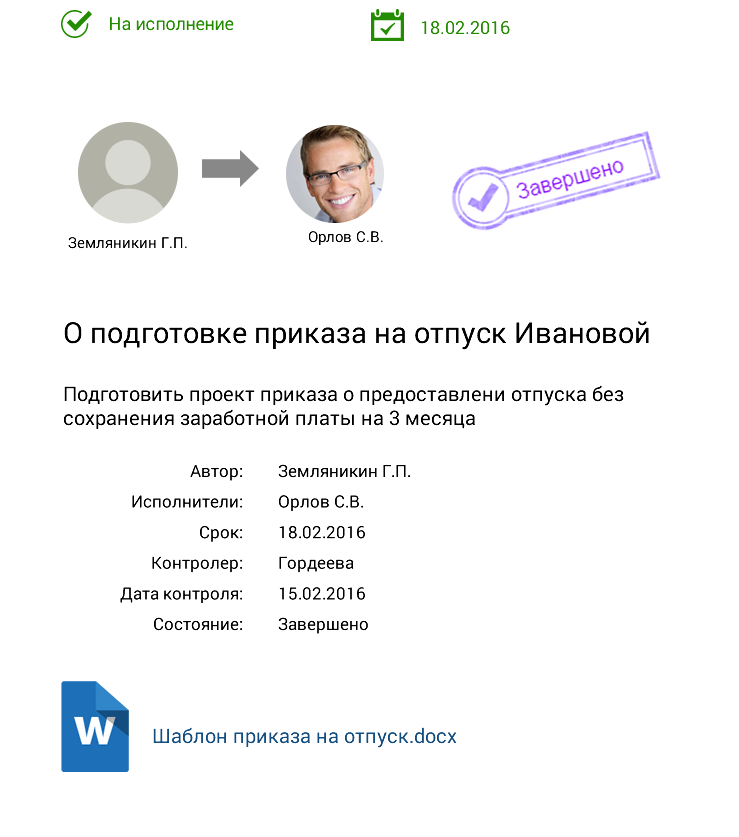 На исполнение
18.02.2016
Земляникин Г.П.
Орлов С.В.
Завершено
О подготовке приказа на отпуск Ивановой
Подготовить проект приказа о предоставлени отпуска без
сохранения заработной платы на 3 месяца
Автор: Земляникин Г.П.
Исполнители: Орлов С.В.
Срок: 18.02.2016
Контролер: Гордеева
Дата контроля: 15.02.2016
Состояние: Завершено
W
Шаблон приказа на отпуск.docx